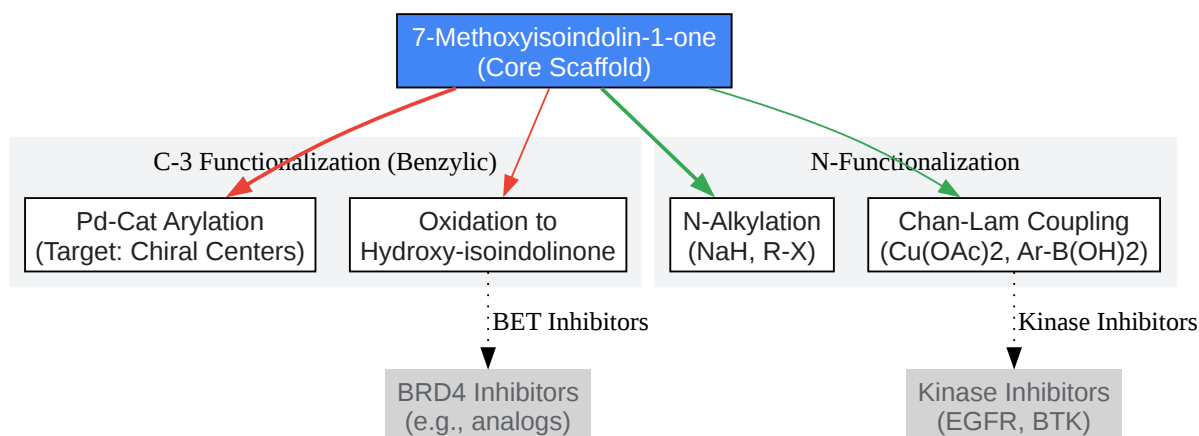 7-Methoxyisoindolin-1-one
(Core Scaffold)
C-3 Functionalization (Benzylic)
N-Functionalization
Pd-Cat Arylation
(Target: Chiral Centers)
Oxidation to
Hydroxy-isoindolinone
N-Alkylation
(NaH, R-X)
Chan-Lam Coupling
(Cu(OAc)2, Ar-B(OH)2)
BET Inhibitors
Kinase Inhibitors
BRD4 Inhibitors
(e.g., analogs)
Kinase Inhibitors
(EGFR, BTK)